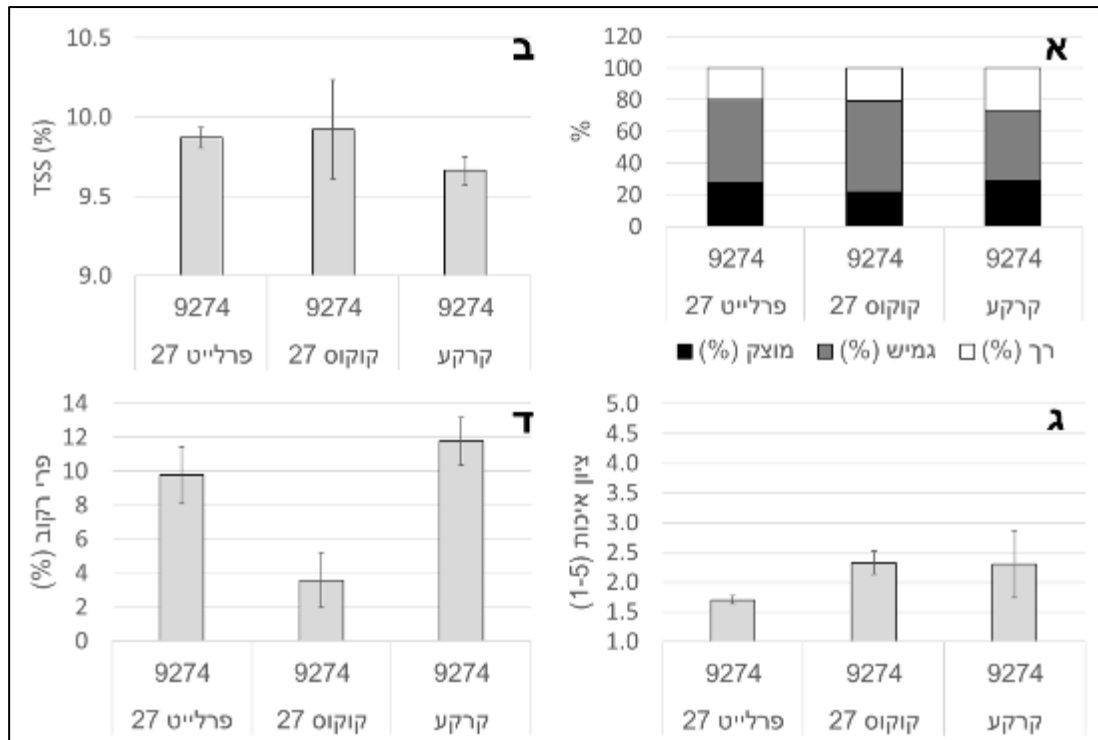 א
120
100
80
60
40
20
0
%
9274 9274 9274
פרלייט 27 קוקוס 27 קרקע
מוצק (%) גמיש (%) רך (%)
ב
10.5
10.0
9.5
9.0
TSS (%)
9274 9274 9274
פרלייט 27 קוקוס 27 קרקע
ג
5.0
4.5
4.0
3.5
3.0
2.5
2.0
1.5
1.0
ציון איכות (1-5)
9274 9274 9274
פרלייט 27 קוקוס 27 קרקע
ד
14
12
10
8
6
4
2
0
פרי רקוב (%)
9274 9274 9274
פרלייט 27 קוקוס 27 קרקע